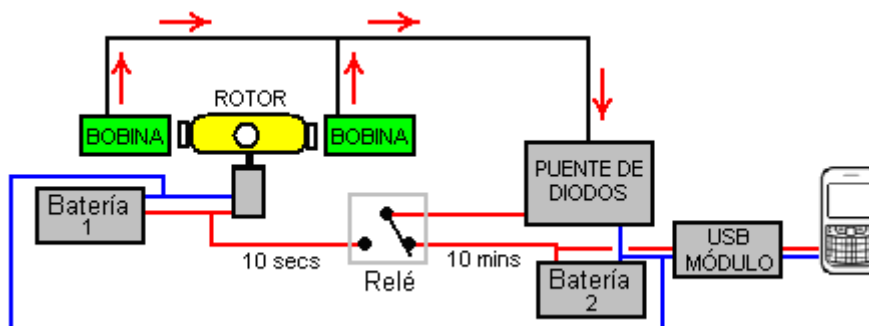 ROTOR
BOBINA
BOBINA
PUENTE DE
DIODOS
Batería
1
10 secs
Relé
10 mins
Batería
2
USB
MÓDULO